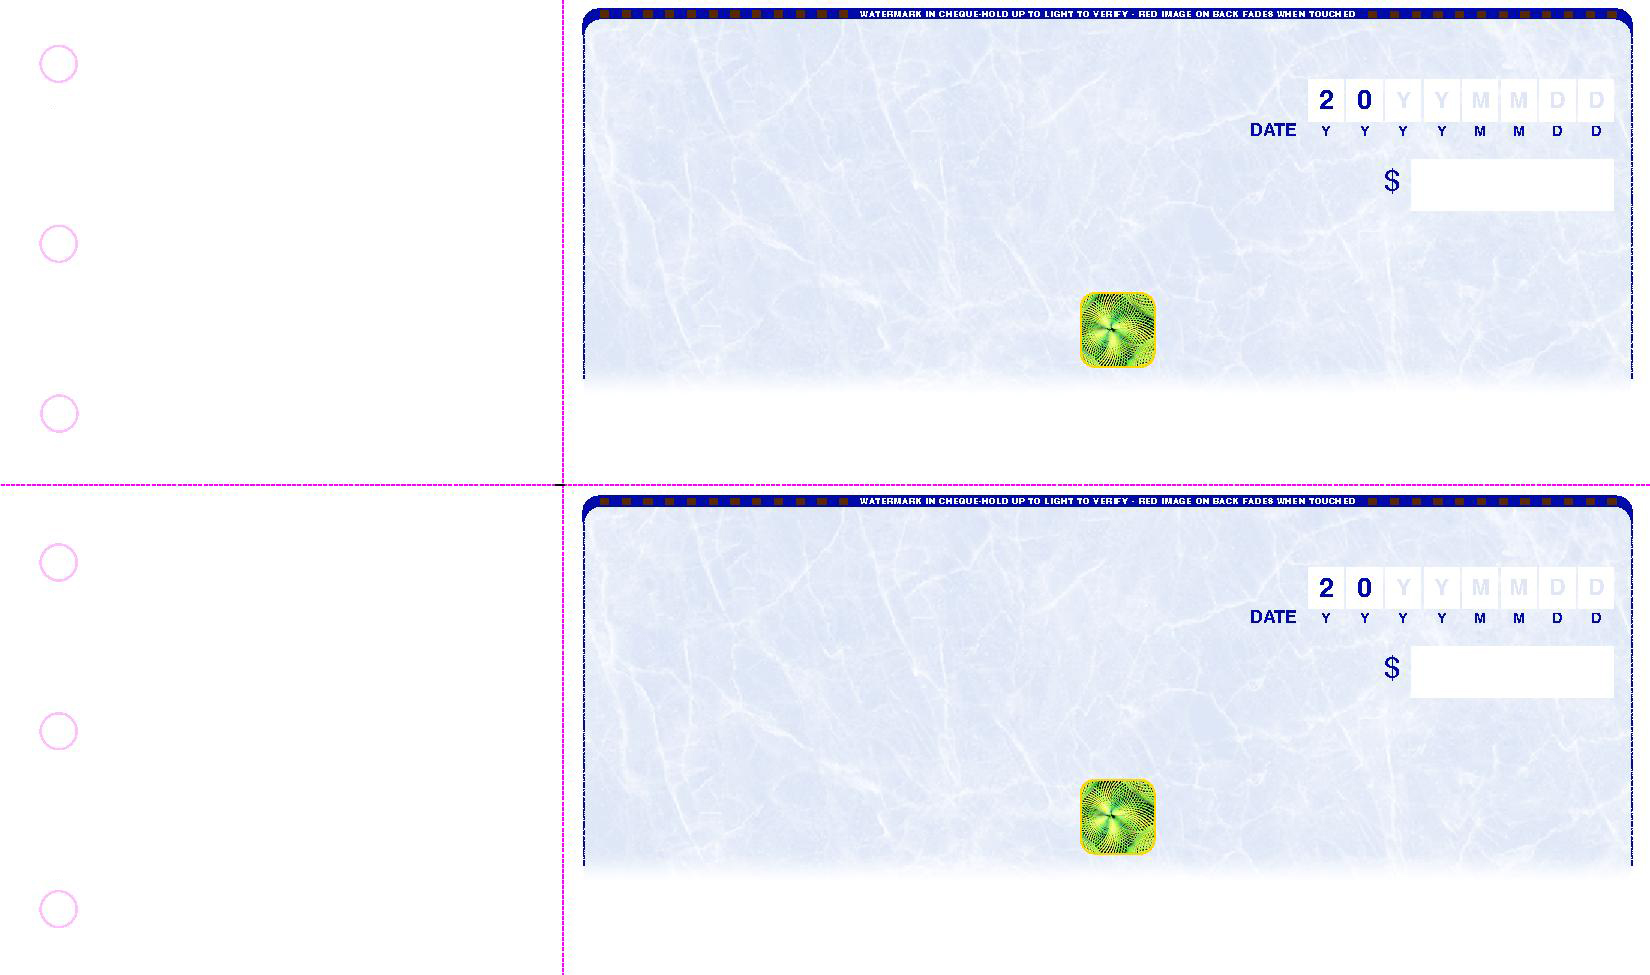 WATERMARK IN CHEQUE-HOLD UP TO LIGHT TO VERIFY - RED IMAGE ON BACK FADES WHEN TOUCHED
2 0 Y Y M M D D
DATE Y Y Y Y M M D D
$
WATERMARK IN CHEQUE-HOLD UP TO LIGHT TO VERIFY - RED IMAGE ON BACK FADES WHEN TOUCHED
2 0 Y Y M M D D
DATE Y Y Y Y M M D D
$